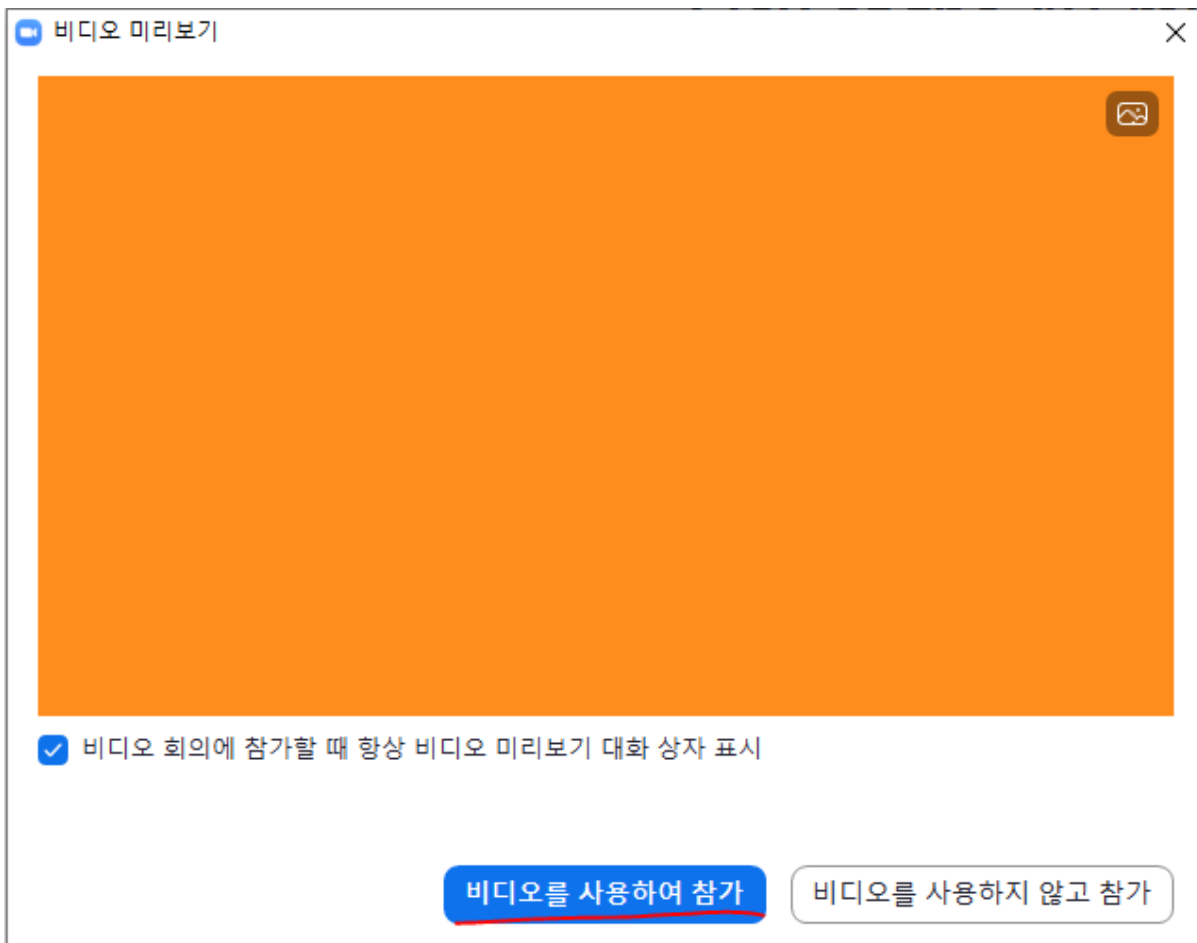 비디오 미리보기
비디오 회의에 참가할 때 항상 비디오 미리보기 대화 상자 표시
비디오를 사용하여 참가
비디오를 사용하지 않고 참가